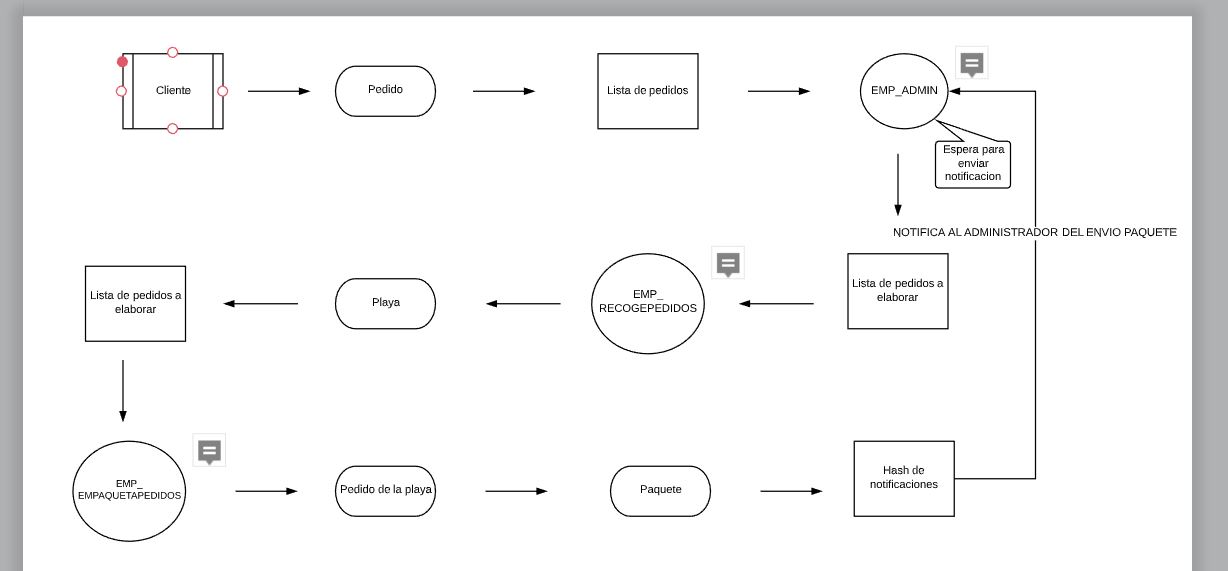 Cliente
Pedido
Lista de pedidos
EMP_ADMIN
Espera para
enviar
notificacion
NOTIFICA AL ADMINISTRADOR DEL ENVIO PAQUETE
Lista de pedidos a
elaborar
Playa
EMP_
RECOGEPEDIDOS
Lista de pedidos a
elaborar
EMP_
EMPAQUETAPEDIDOS
Pedido de la playa
Paquete
Hash de
notificaciones